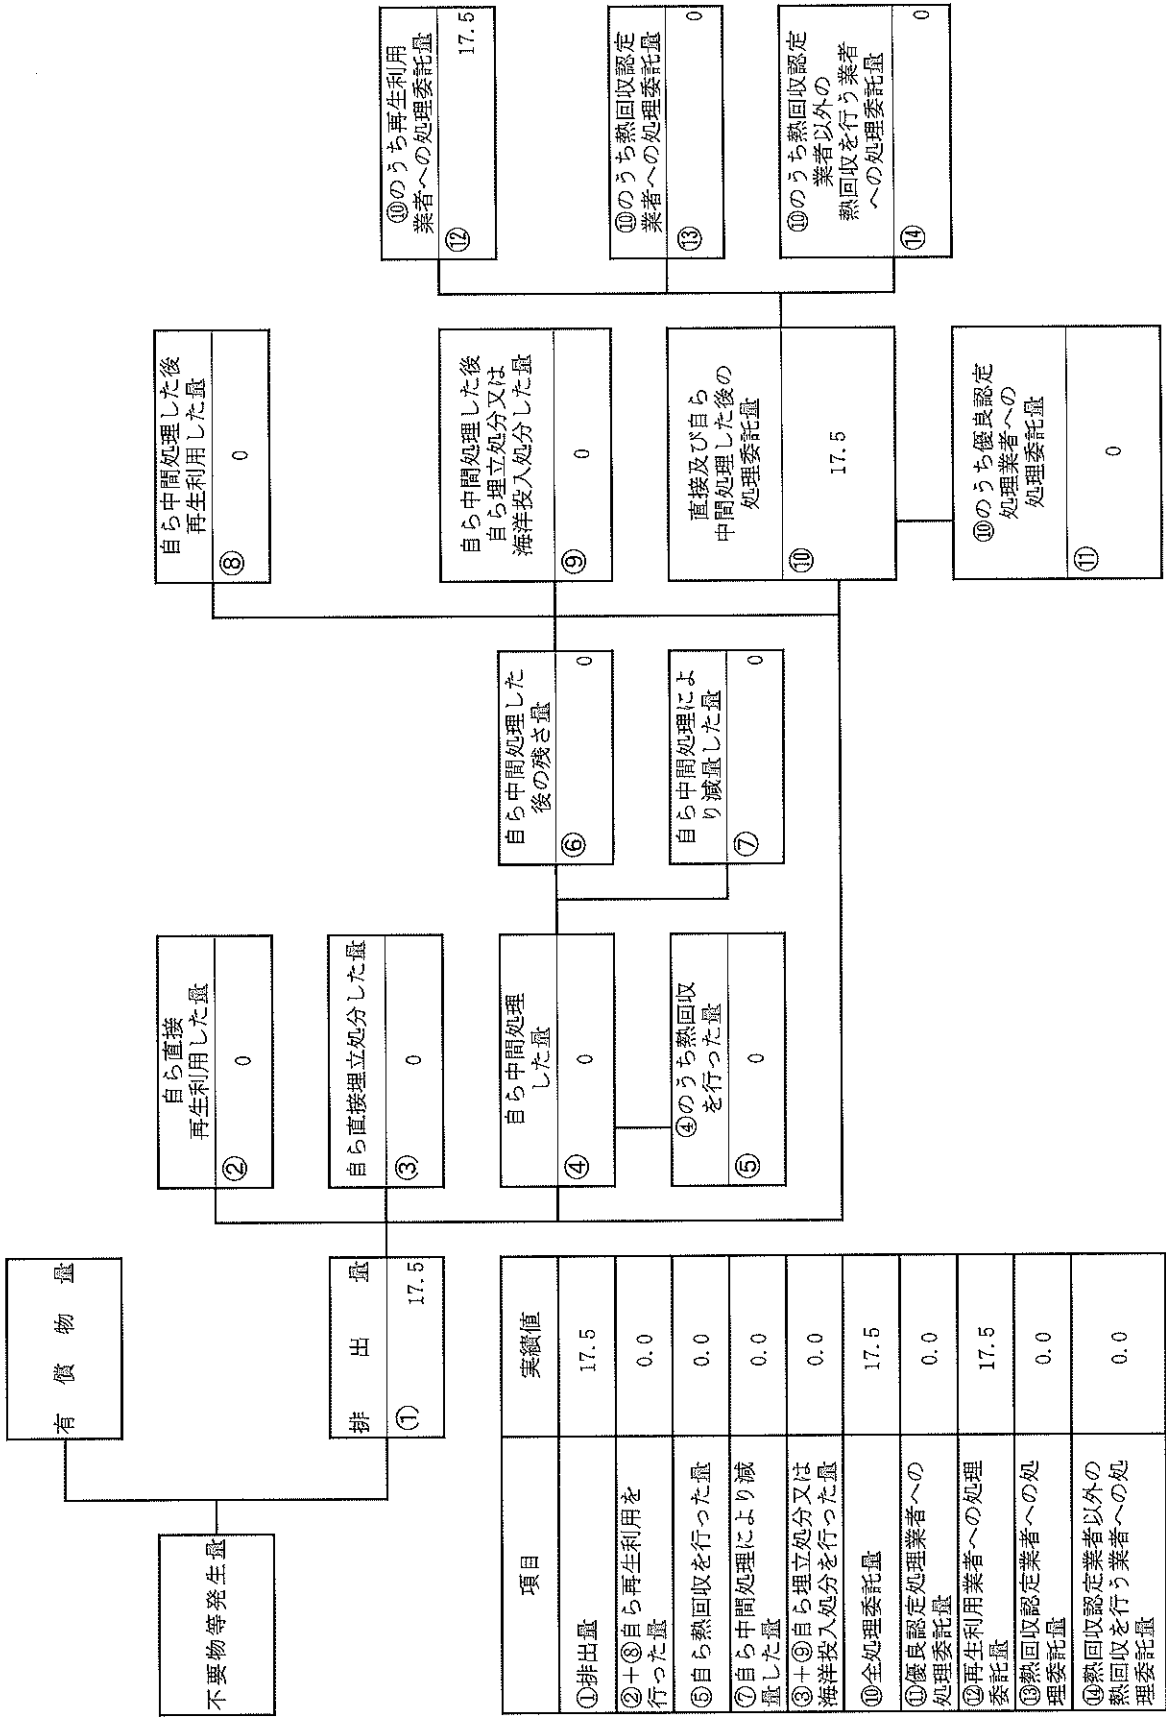 不要物等発生量
有償物量
排出量
① 17.5
自ら直接
再生利用した量
② 0
自ら直接埋立処分した量
③ 0
自ら中間処理
した量
④ 0
④のうち熱回収
を行った量
⑤ 0
自ら中間処理した
後の残さ量
⑥ 0
自ら中間処理によ
り減量した量
⑦ 0
自ら中間処理した後
再生利用した量
⑧ 0
自ら中間処理した後
自ら埋立処分又は
海洋投入処分した量
⑨ 0
直接及び自ら
中間処理した後の
処理委託量
⑩ 17.5
⑩のうち優良認定
処理業者への
処理委託量
⑪ 0
⑩のうち再生利用
業者への処理委託量
⑫ 17.5
⑩のうち熱回収認定
業者への処理委託量
⑬ 0
⑩のうち熱回収認定
業者以外の
熱回収を行う業者
への処理委託量
⑭ 0
項目 実績値
①排出量 17.5
②+⑧自ら再生利用を
行った量 0.0
⑤自ら熱回収を行った量 0.0
⑦自ら中間処理により減
量した量 0.0
③+⑨自ら埋立処分又は
海洋投入処分を行った量 0.0
⑩全処理委託量 17.5
⑪優良認定処理業者への
処理委託量 0.0
⑫再生利用業者への処理
委託量 17.5
⑬熱回収認定業者への処
理委託量 0.0
⑭熱回収認定業者以外の
熱回収を行う業者への処
理委託量 0.0